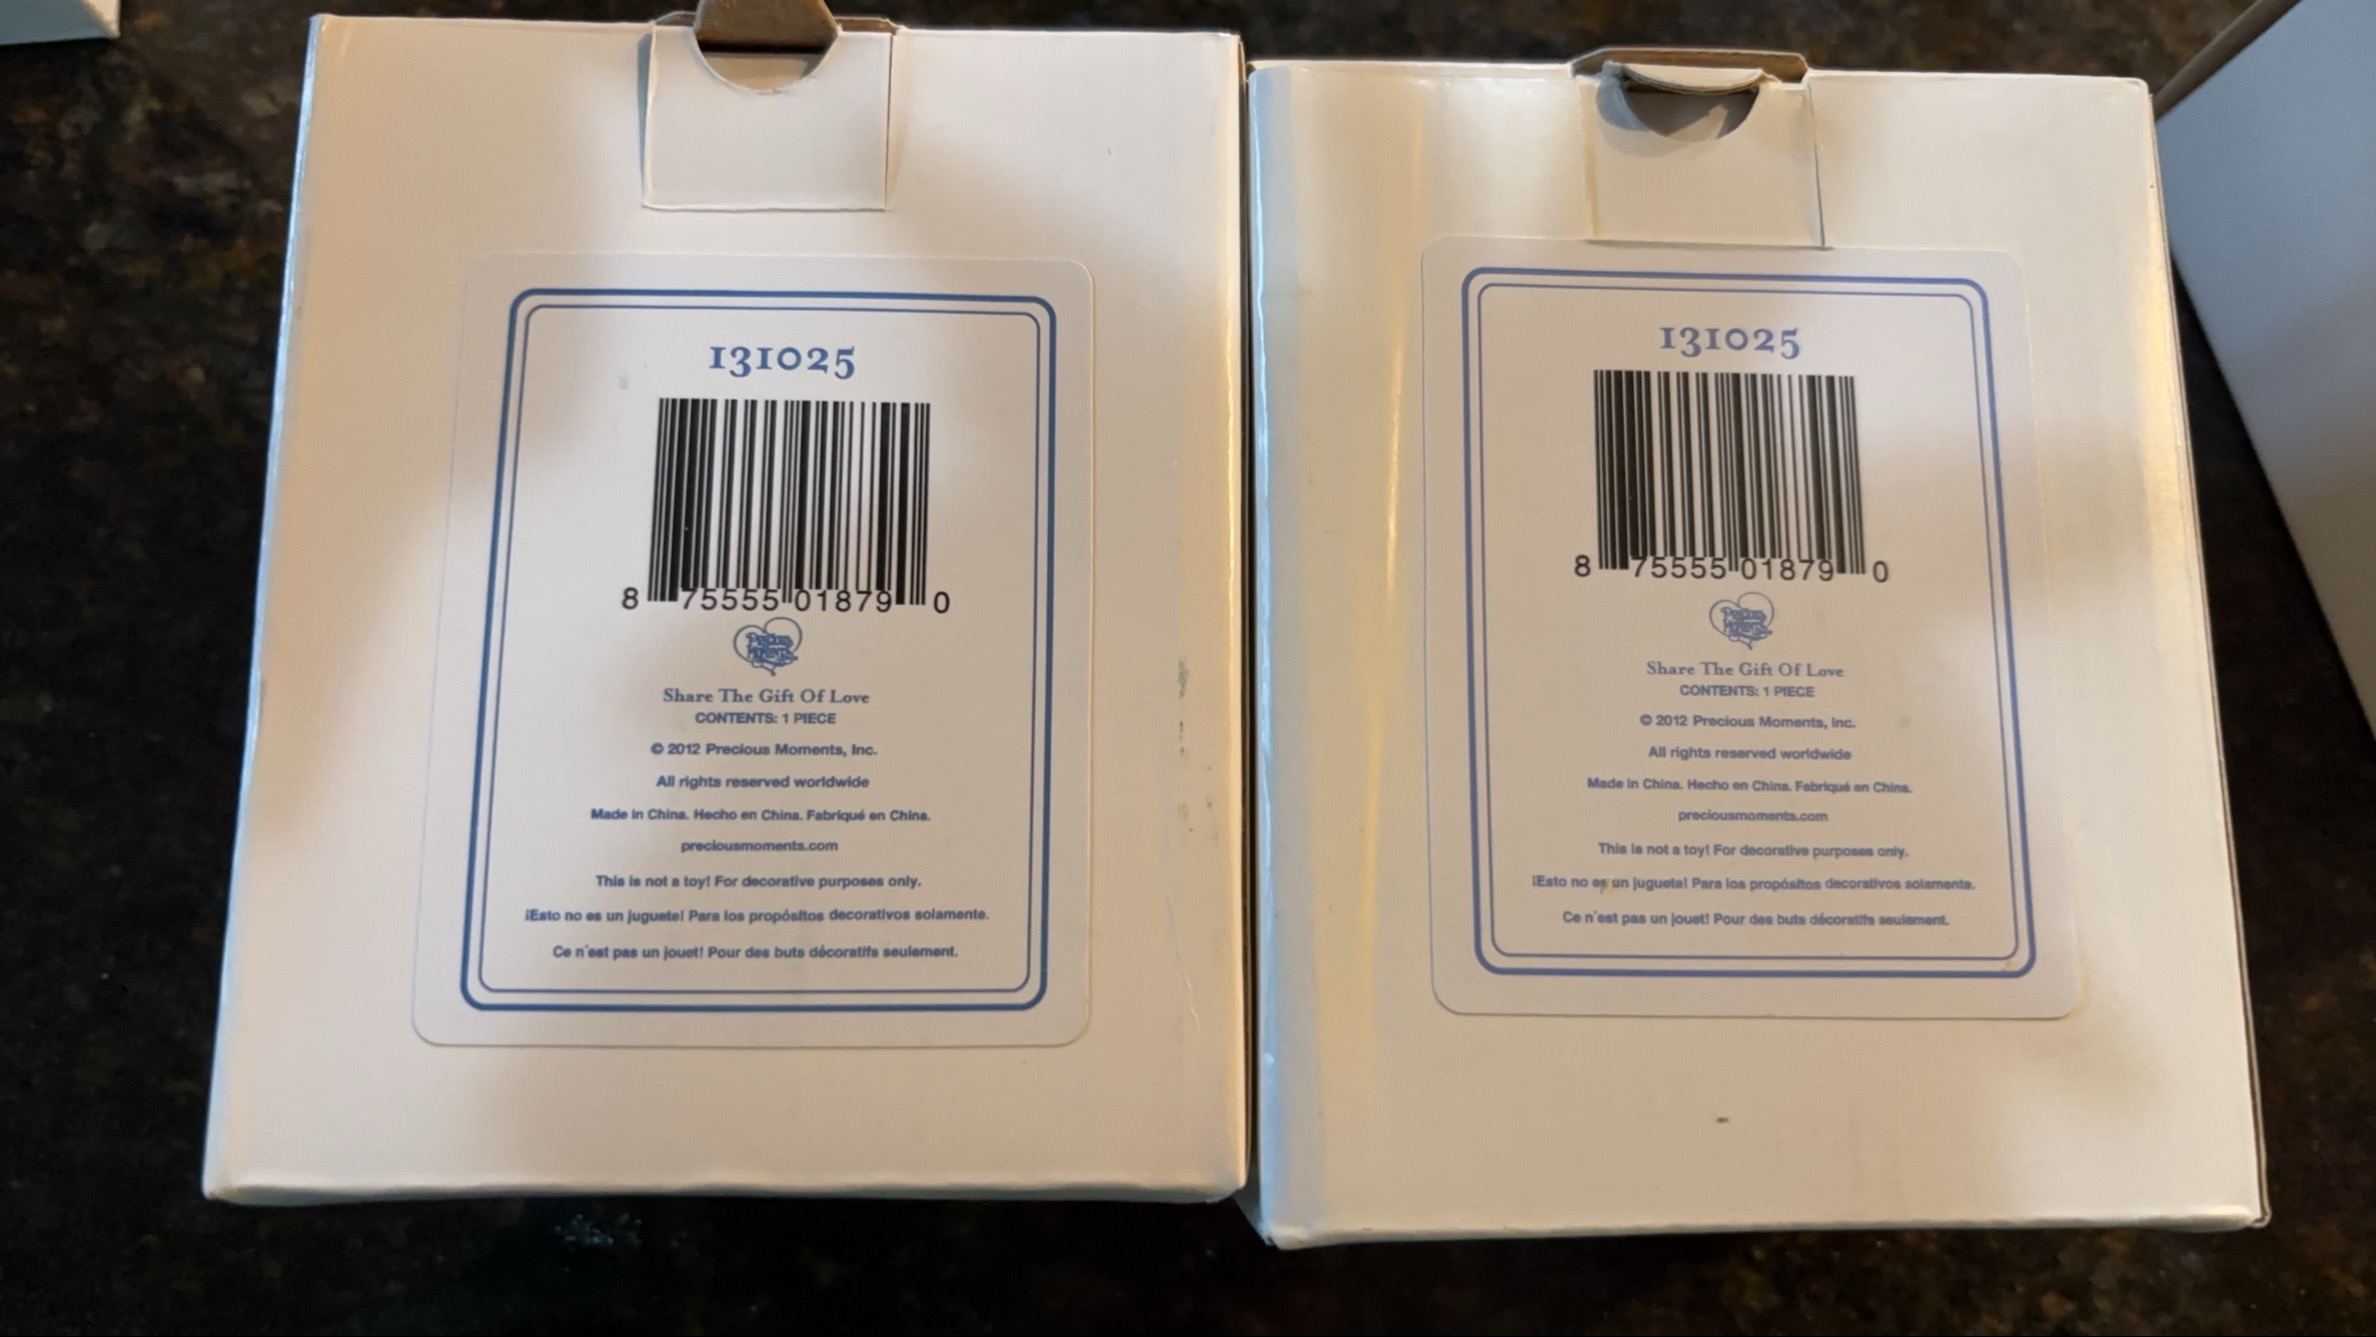 131025
8 75555 01879 0
Precious Moments
Share The Gift Of Love
CONTENTS: 1 PIECE
© 2012 Precious Moments, Inc.
All rights reserved worldwide
Made in China. Hecho en China. Fabriqué en China.
preciousmoments.com
This is not a toy! For decorative purposes only.
¡Esto no es un juguete! Para los propósitos decorativos solamente.
Ce n'est pas un jouet! Pour des buts décoratifs seulement.
131025
8 75555 01879 0
Precious Moments
Share The Gift Of Love
CONTENTS: 1 PIECE
© 2012 Precious Moments, Inc.
All rights reserved worldwide
Made in China. Hecho en China. Fabriqué en China.
preciousmoments.com
This is not a toy! For decorative purposes only.
¡Esto no es un juguete! Para los propósitos decorativos solamente.
Ce n'est pas un jouet! Pour des buts décoratifs seulement.